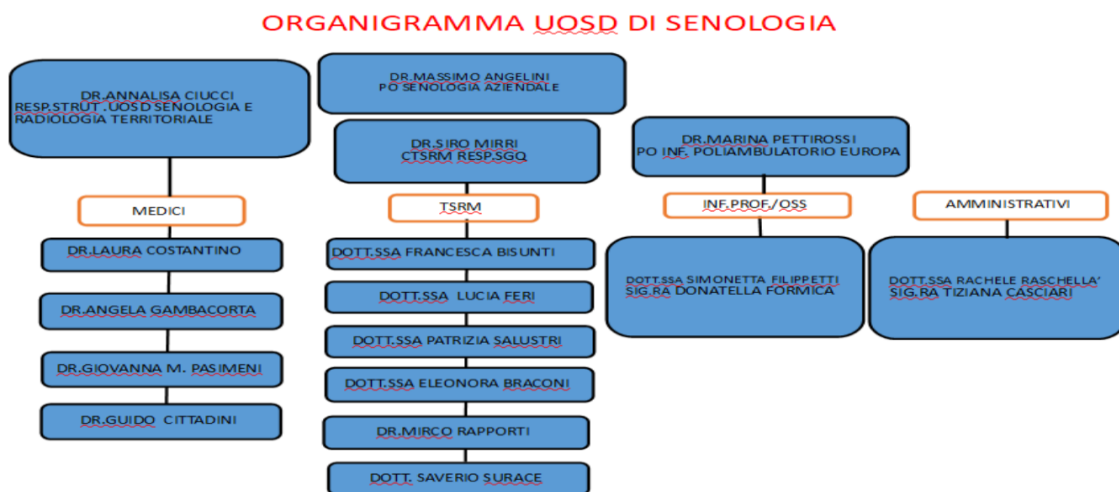 ORGANIGRAMMA UOSD DI SENOLOGIA
DR.ANNALISA CIUCCI
RESP.STRUT .UOSD SENOLOGIA E
RADIOLOGIA TERRITORIALE
MEDICI
DR.LAURA COSTANTINO
DR.ANGELA GAMBACORTA
DR.GIOVANNA M. PASIMENI
DR.GUIDO CITTADINI
DR.MASSIMO ANGELINI
PO SENOLOGIA AZIENDALE
DR.SIRO MIRRI
CTSRM RESP.SGQ
TSRM
DOTT.SSA FRANCESCA BISUNTI
DOTT.SSA LUCIA FERI
DOTT.SSA PATRIZIA SALUSTRI
DOTT.SSA ELEONORA BRACONI
DR.MIRCO RAPPORTI
DOTT. SAVERIO SURACE
DR.MARINA PETTIROSSI
PO INF. POLIAMBULATORIO EUROPA
INF.PROF./OSS
DOTT.SSA SIMONETTA FILIPPETTI
SIG.RA DONATELLA FORMICA
AMMINISTRATIVI
DOTT.SSA RACHELE RASCHELLA'
SIG.RA TIZIANA CASCIARI